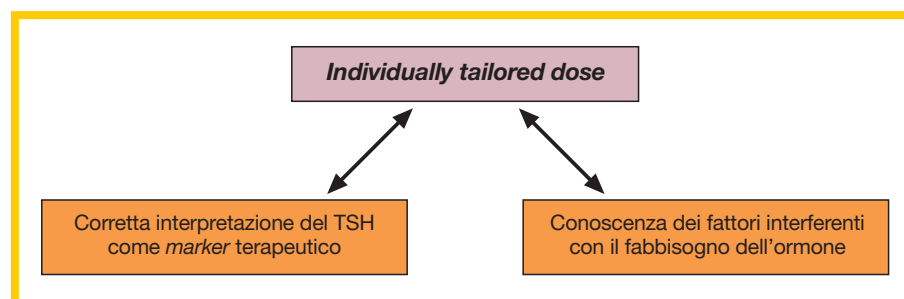 Individually tailored dose
Corretta interpretazione del TSH
come marker terapeutico
Conoscenza dei fattori interferenti
con il fabbisogno dell’ormone